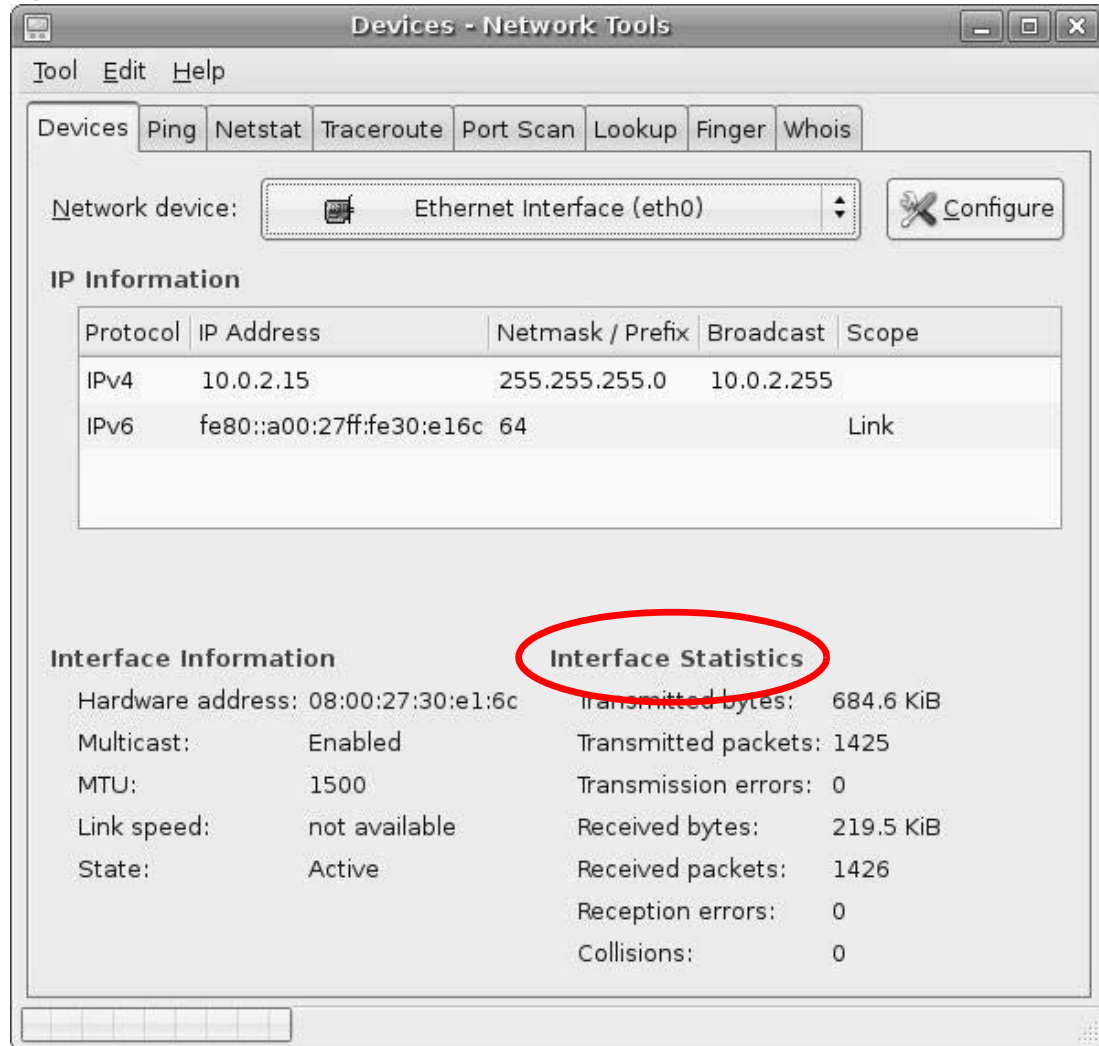 Devices - Network Tools
Tool Edit Help
Devices Ping Netstat Traceroute Port Scan Lookup Finger Whois
Network device: Ethernet Interface (eth0) Configure
IP Information
Protocol IP Address Netmask / Prefix Broadcast Scope
IPv4 10.0.2.15 255.255.255.0 10.0.2.255
IPv6 fe80::a00:27ff:fe30:e16c 64 Link
Interface Information
Hardware address: 08:00:27:30:e1:6c
Multicast: Enabled
MTU: 1500
Link speed: not available
State: Active
Interface Statistics
Transmitted bytes: 684.6 KiB
Transmitted packets: 1425
Transmission errors: 0
Received bytes: 219.5 KiB
Received packets: 1426
Reception errors: 0
Collisions: 0